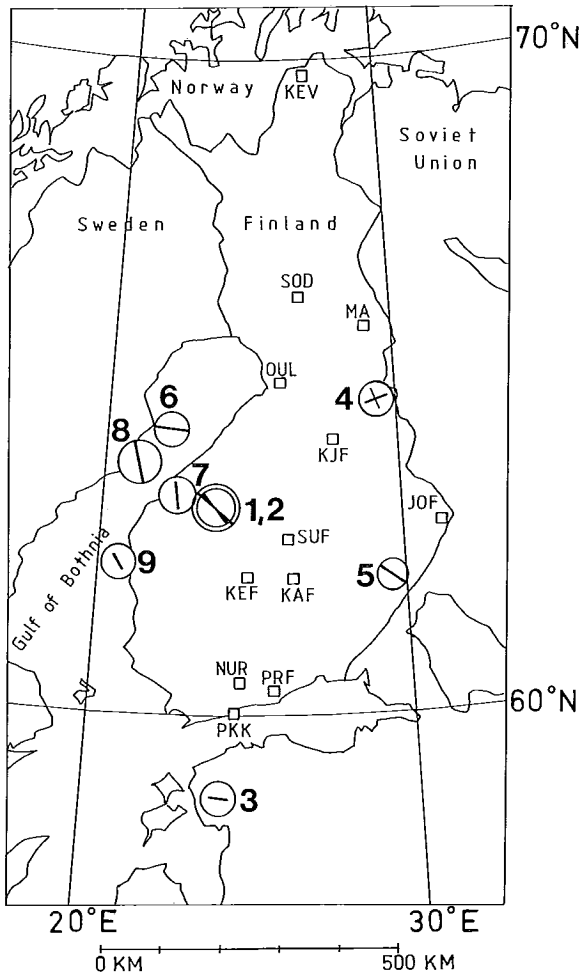 70°N
Norway
KEV
Soviet
Union
Sweden
Finland
SOD
MA
OUL
4
6
8
KJF
7
1,2
JOF
SUF
9
5
KEF
KAF
Gulf of Bothnia
NUR
PRF
60°N
PKK
3
20°E
30°E
0 KM
500 KM